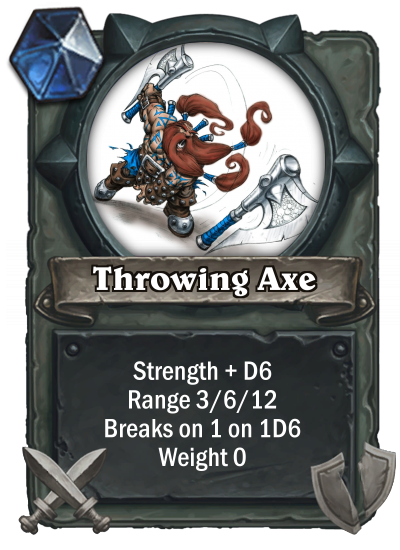 Throwing Axe
Strength + D6
Range 3/6/12
Breaks on 1 on 1D6
Weight 0